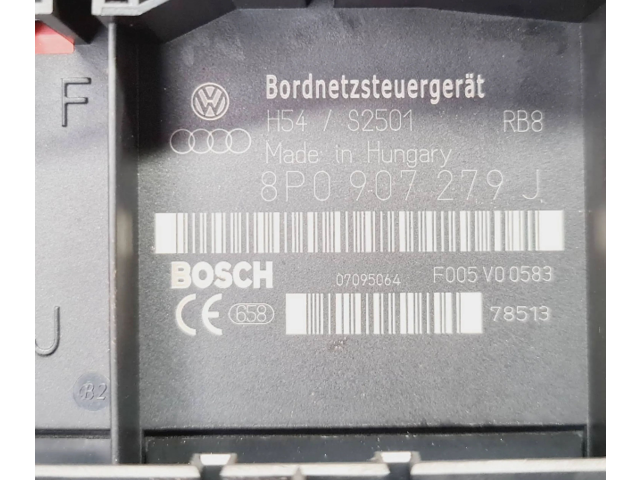 F
Bordnetzsteuergerät
H54 / S2501 RB8
Made in Hungary
8P0 907 279 J
BOSCH 07095064 F005 V0 0583
CE 658 78513
J
B2